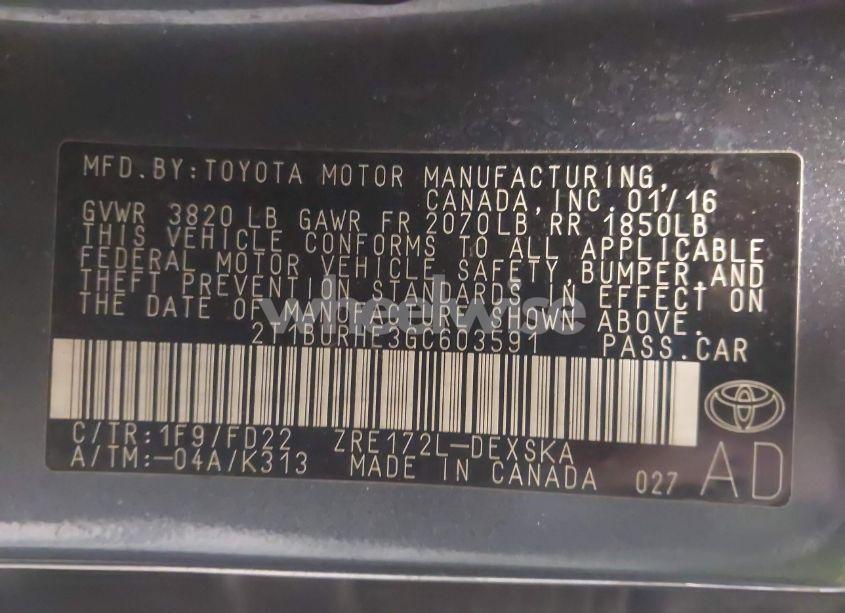 MFD.BY:TOYOTA MOTOR MANUFACTURING,
CANADA,INC. 01/16
GVWR 3820 LB GAWR FR 2070LB RR 1850LB
THIS VEHICLE CONFORMS TO ALL APPLICABLE
FEDERAL MOTOR VEHICLE SAFETY, BUMPER,AND
THEFT PREVENTION STANDARDS IN EFFECT ON
THE DATE OF MANUFACTURE SHOWN ABOVE.
wheelwise
2T1BURHE3GC603591 PASS.CAR
C/TR:1F9/FD22 ZRE172L-DEXSKA
A/TM:-04A/K313 MADE IN CANADA 027 AD